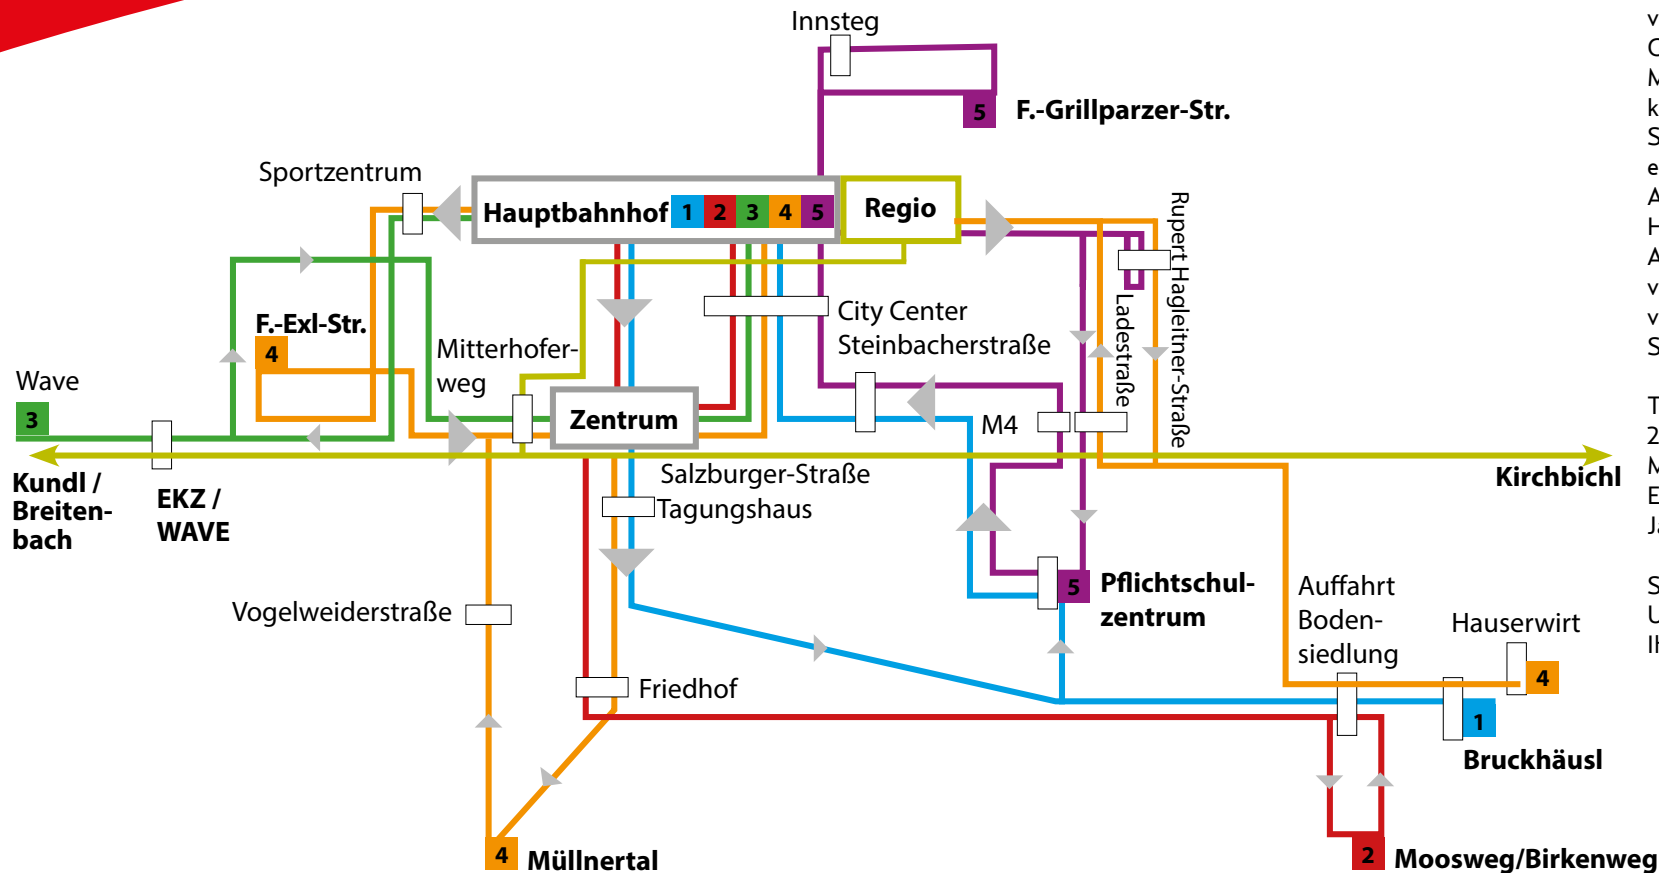 Innsteg
5
F.-Grillparzer-Str.
Sportzentrum
Hauptbahnhof 1 2 3 4 5
Regio
Rupert Hagleitner-Straße
Ladestraße
City Center
Steinbacherstraße
F.-Exl-Str.
4
Mitterhofer-
weg
Wave
3
Zentrum
M4
Kundl /
Breiten-
bach
EKZ /
WAVE
Salzburger-Straße
Tagungshaus
Kirchbichl
Vogelweiderstraße
5
Pflichtschul-
zentrum
Auffahrt
Boden-
siedlung
Hauserwirt
4
Friedhof
1
Bruckhäusl
4
Müllnertal
2
Moosweg/Birkenweg